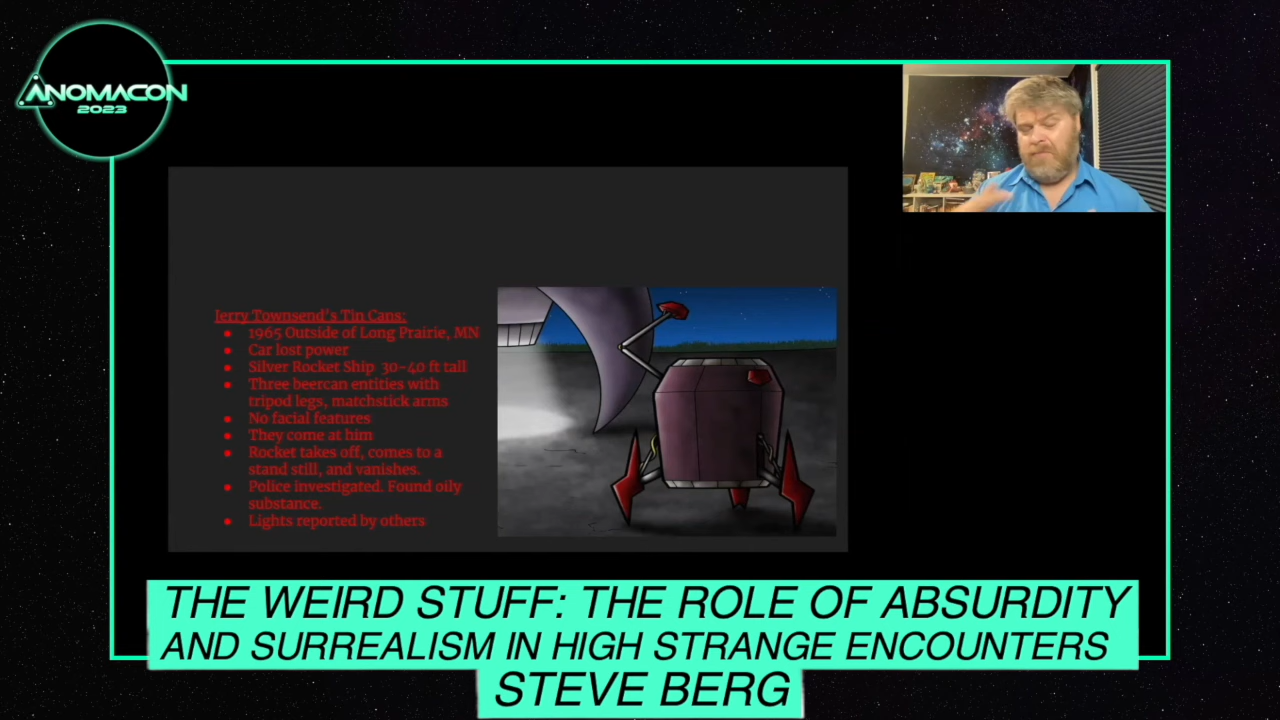 ANOMACON
2023
Jerry Townsend's Tin Cans:
● 1965 Outside of Long Prairie, MN
● Car lost power
● Silver Rocket Ship 30-40 ft tall
● Three beercan entities with
tripod legs, matchstick arms
● No facial features
● They come at him
● Rocket takes off, comes to a
stand still, and vanishes.
● Police investigated. Found oily
substance.
● Lights reported by others
THE WEIRD STUFF: THE ROLE OF ABSURDITY
AND SURREALISM IN HIGH STRANGE ENCOUNTERS
STEVE BERG